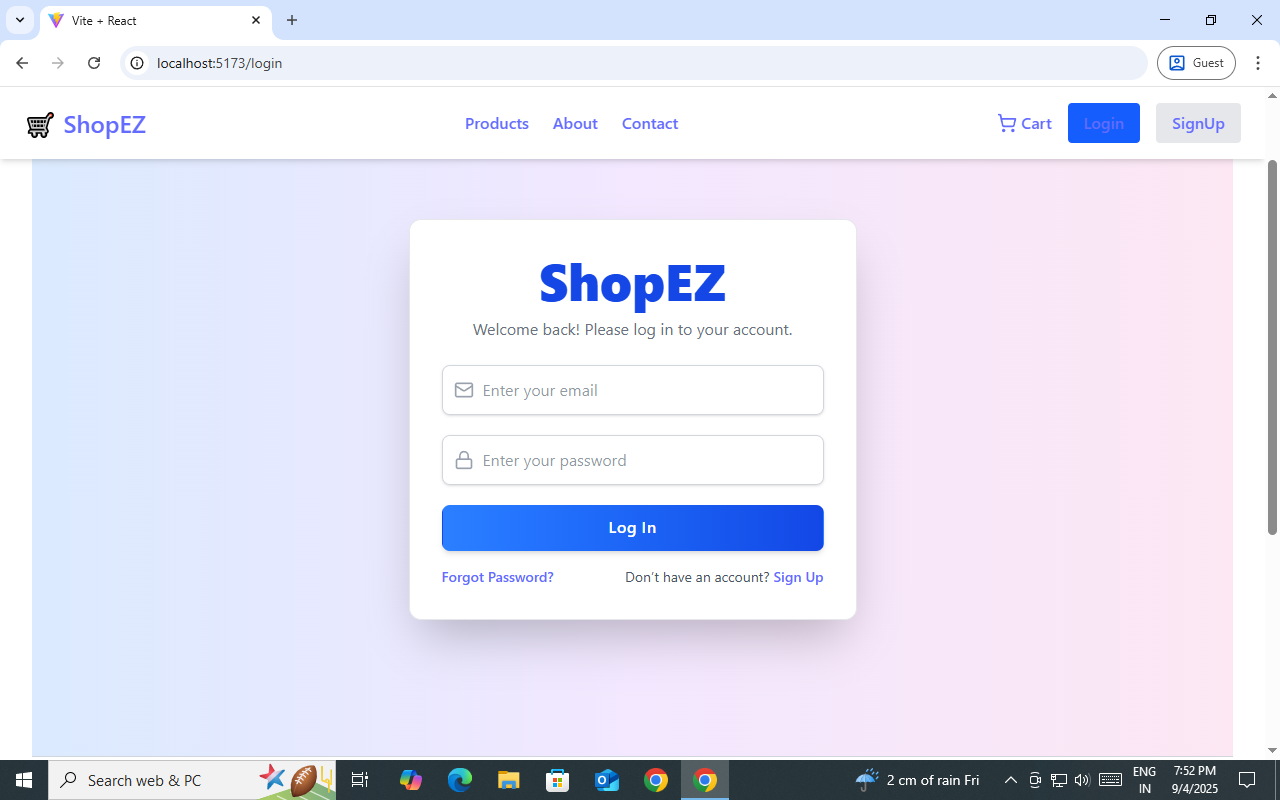 Vite + React
localhost:5173/login
Guest
ShopEZ
Products About Contact
Cart
Login
SignUp
ShopEZ
Welcome back! Please log in to your account.
Enter your email
Enter your password
Log In
Forgot Password? Don’t have an account? Sign Up
Search web & PC
2 cm of rain Fri
ENG
IN
7:52 PM
9/4/2025